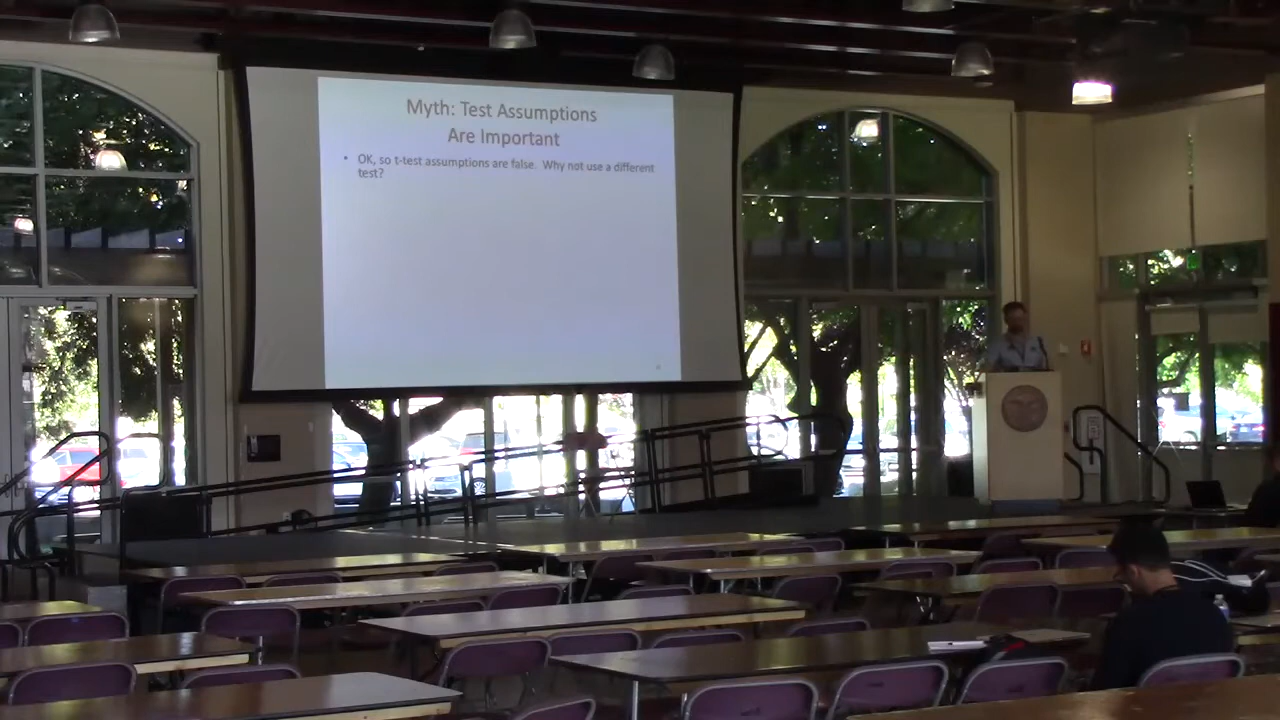 Myth: Test Assumptions
Are Important
• OK, so t-test assumptions are false. Why not use a different
test?